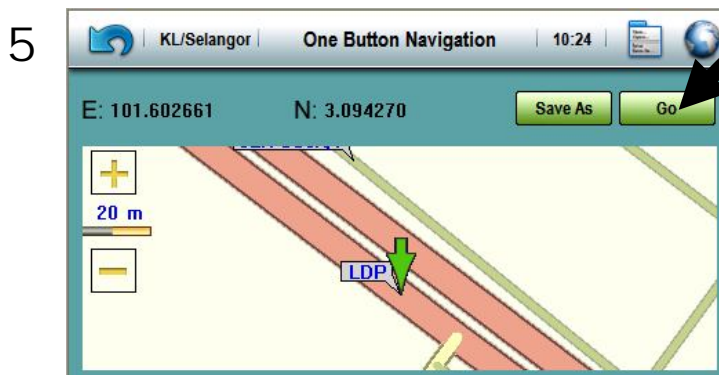 5
KL/Selangor One Button Navigation 10:24
E: 101.602661 N: 3.094270 Save As Go
20 m
LDP